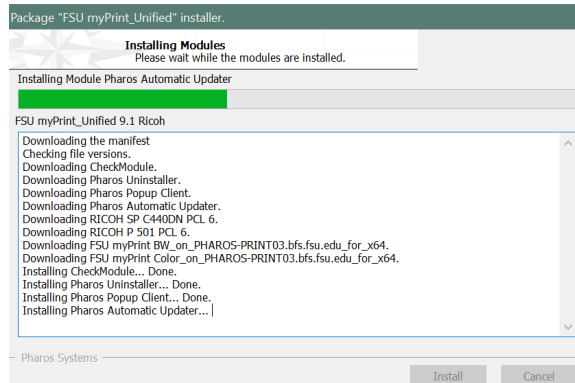 Package "FSU myPrint_Unified" installer.
Installing Modules
Please wait while the modules are installed.
Installing Module Pharos Automatic Updater
FSU myPrint_Unified 9.1 Ricoh
Downloading the manifest
Checking file versions.
Downloading CheckModule.
Downloading Pharos Uninstaller.
Downloading Pharos Popup Client.
Downloading Pharos Automatic Updater.
Downloading RICOH SP C440DN PCL 6.
Downloading RICOH P 501 PCL 6.
Downloading FSU myPrint BW_on_PHAROS-PRINT03.bfs.fsu.edu_for_x64.
Downloading FSU myPrint Color_on_PHAROS-PRINT03.bfs.fsu.edu_for_x64.
Installing CheckModule... Done.
Installing Pharos Uninstaller... Done.
Installing Pharos Popup Client... Done.
Installing Pharos Automatic Updater...
Pharos Systems
Install Cancel